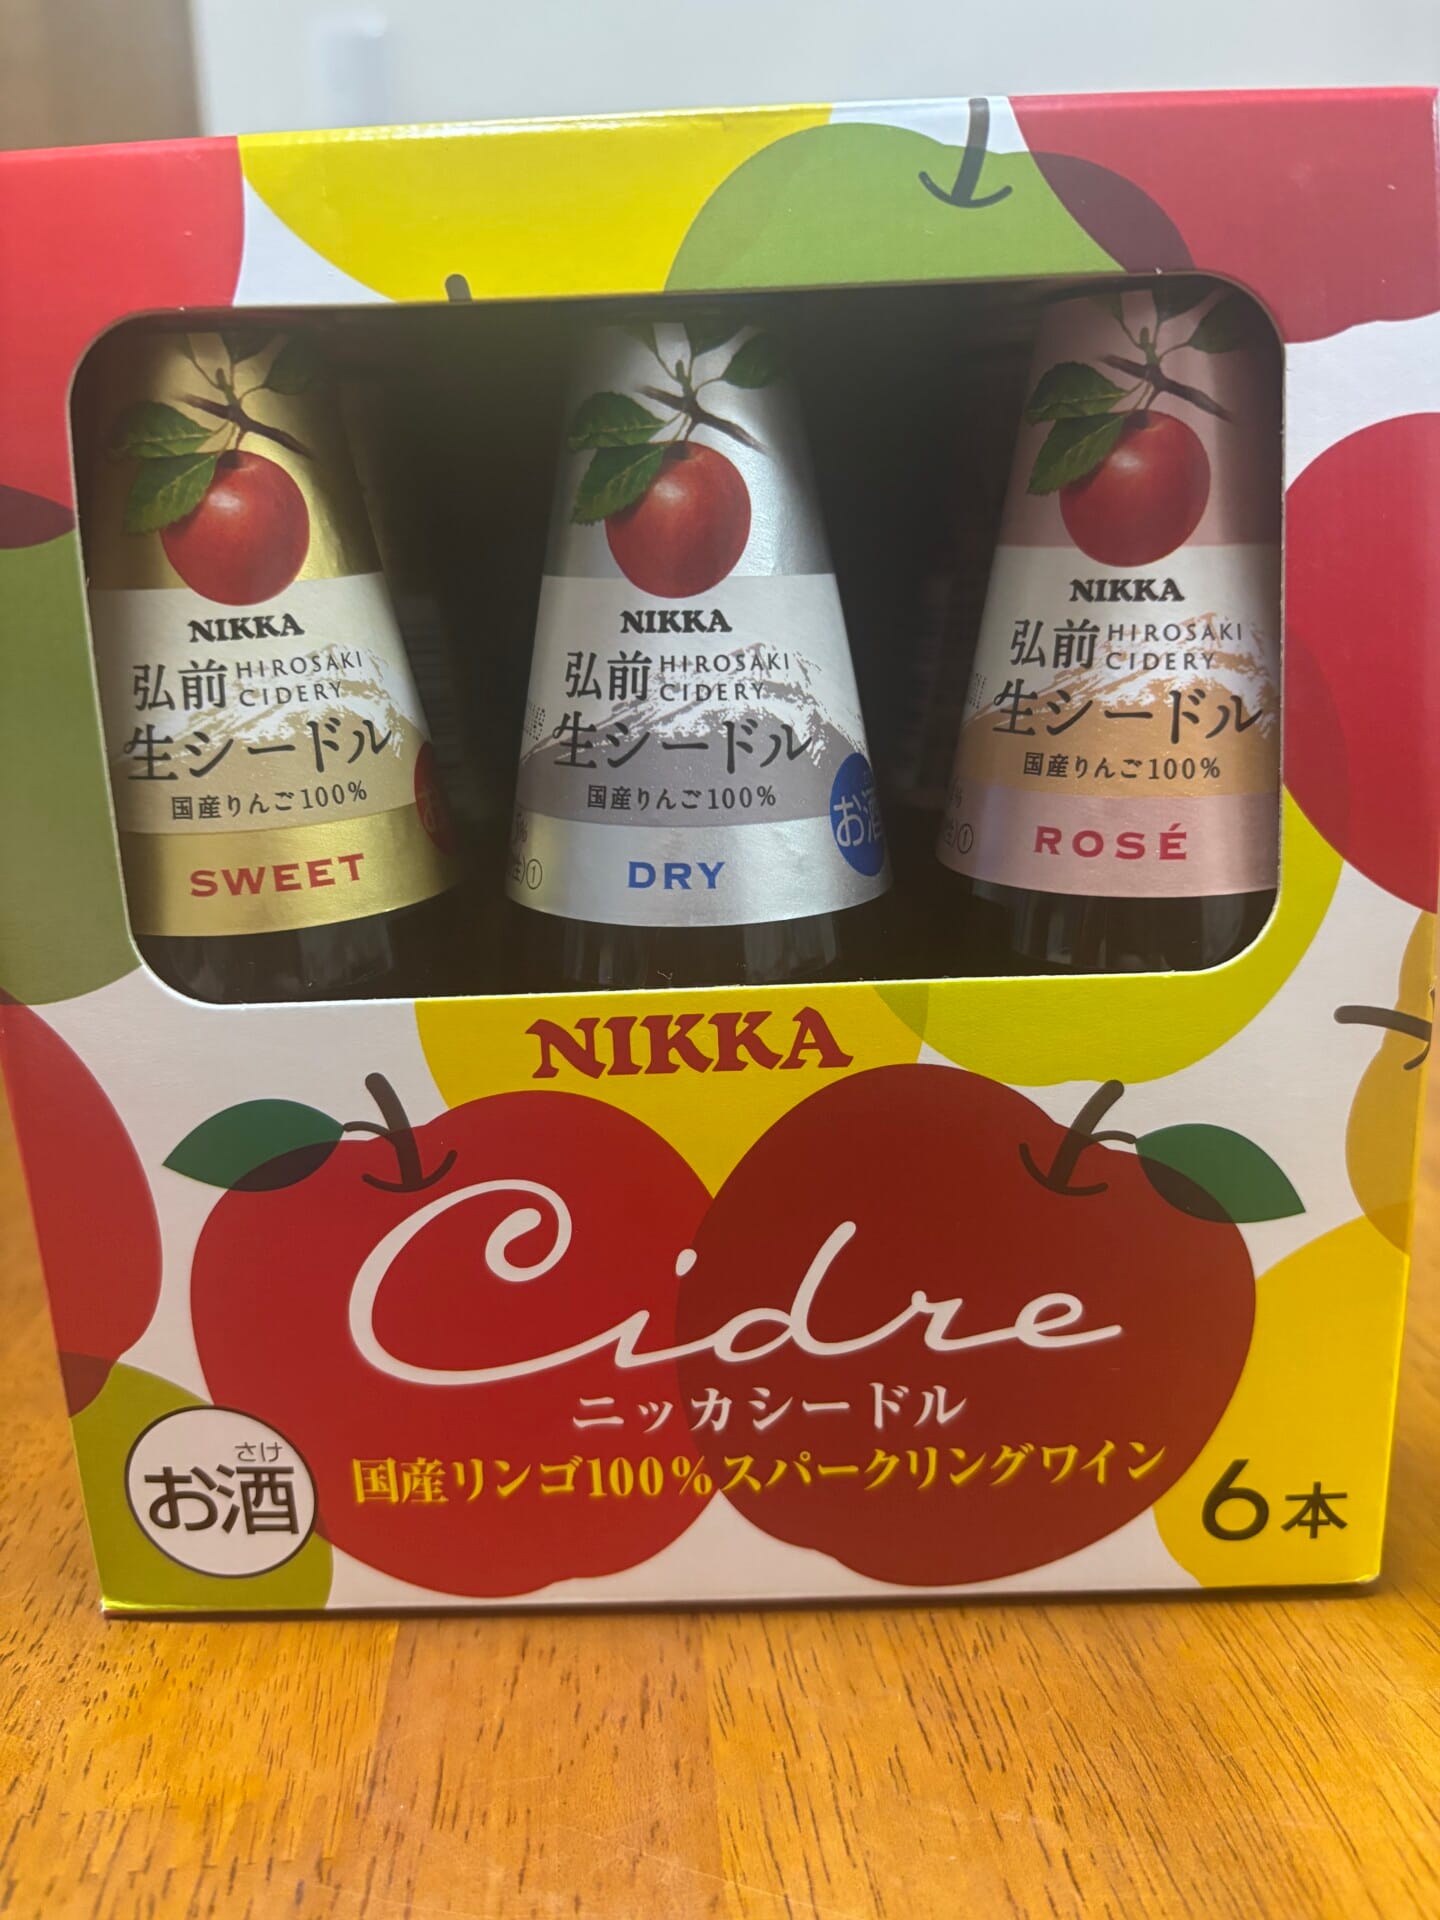 NIKKA
弘前 HIROSAKI CIDERY
生シードル
国産りんご100%
SWEET
NIKKA
弘前 HIROSAKI CIDERY
生シードル
国産りんご100%
お酒
DRY
NIKKA
弘前 HIROSAKI CIDERY
生シードル
国産りんご100%
ROSÉ
NIKKA
Cidre
ニッカシードル
国産リンゴ100%スパークリングワイン
さけ
お酒
6本